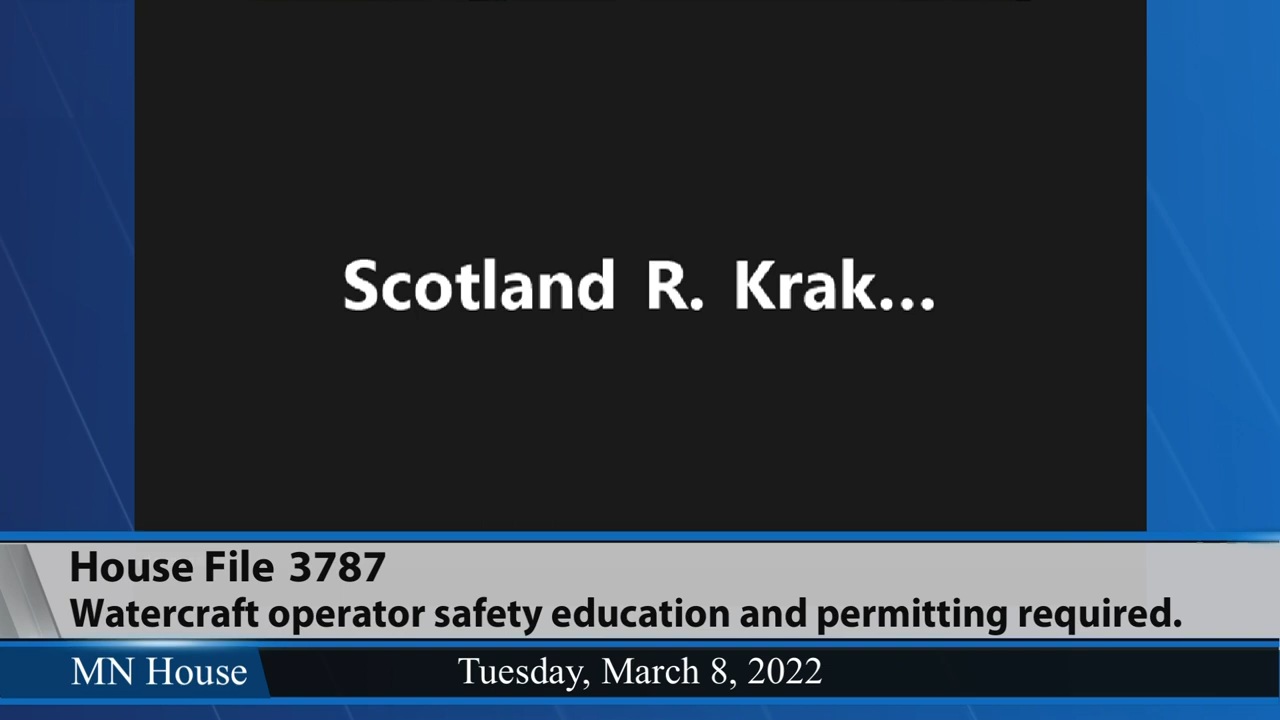 Scotland R. Krak...
House File 3787
Watercraft operator safety education and permitting required.
MN House
Tuesday, March 8, 2022